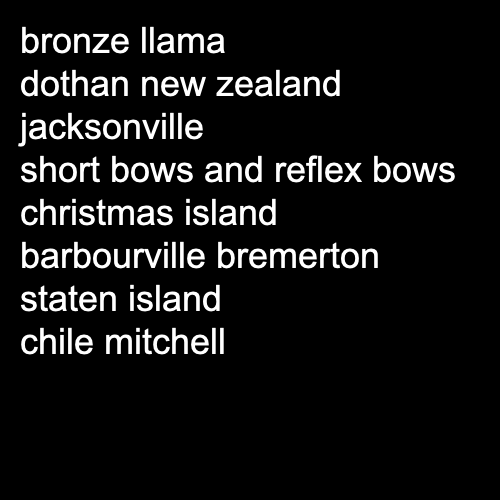 bronze llama
dothan new zealand
jacksonville
short bows and reflex bows
christmas island
barbourville bremerton
staten island
chile mitchell